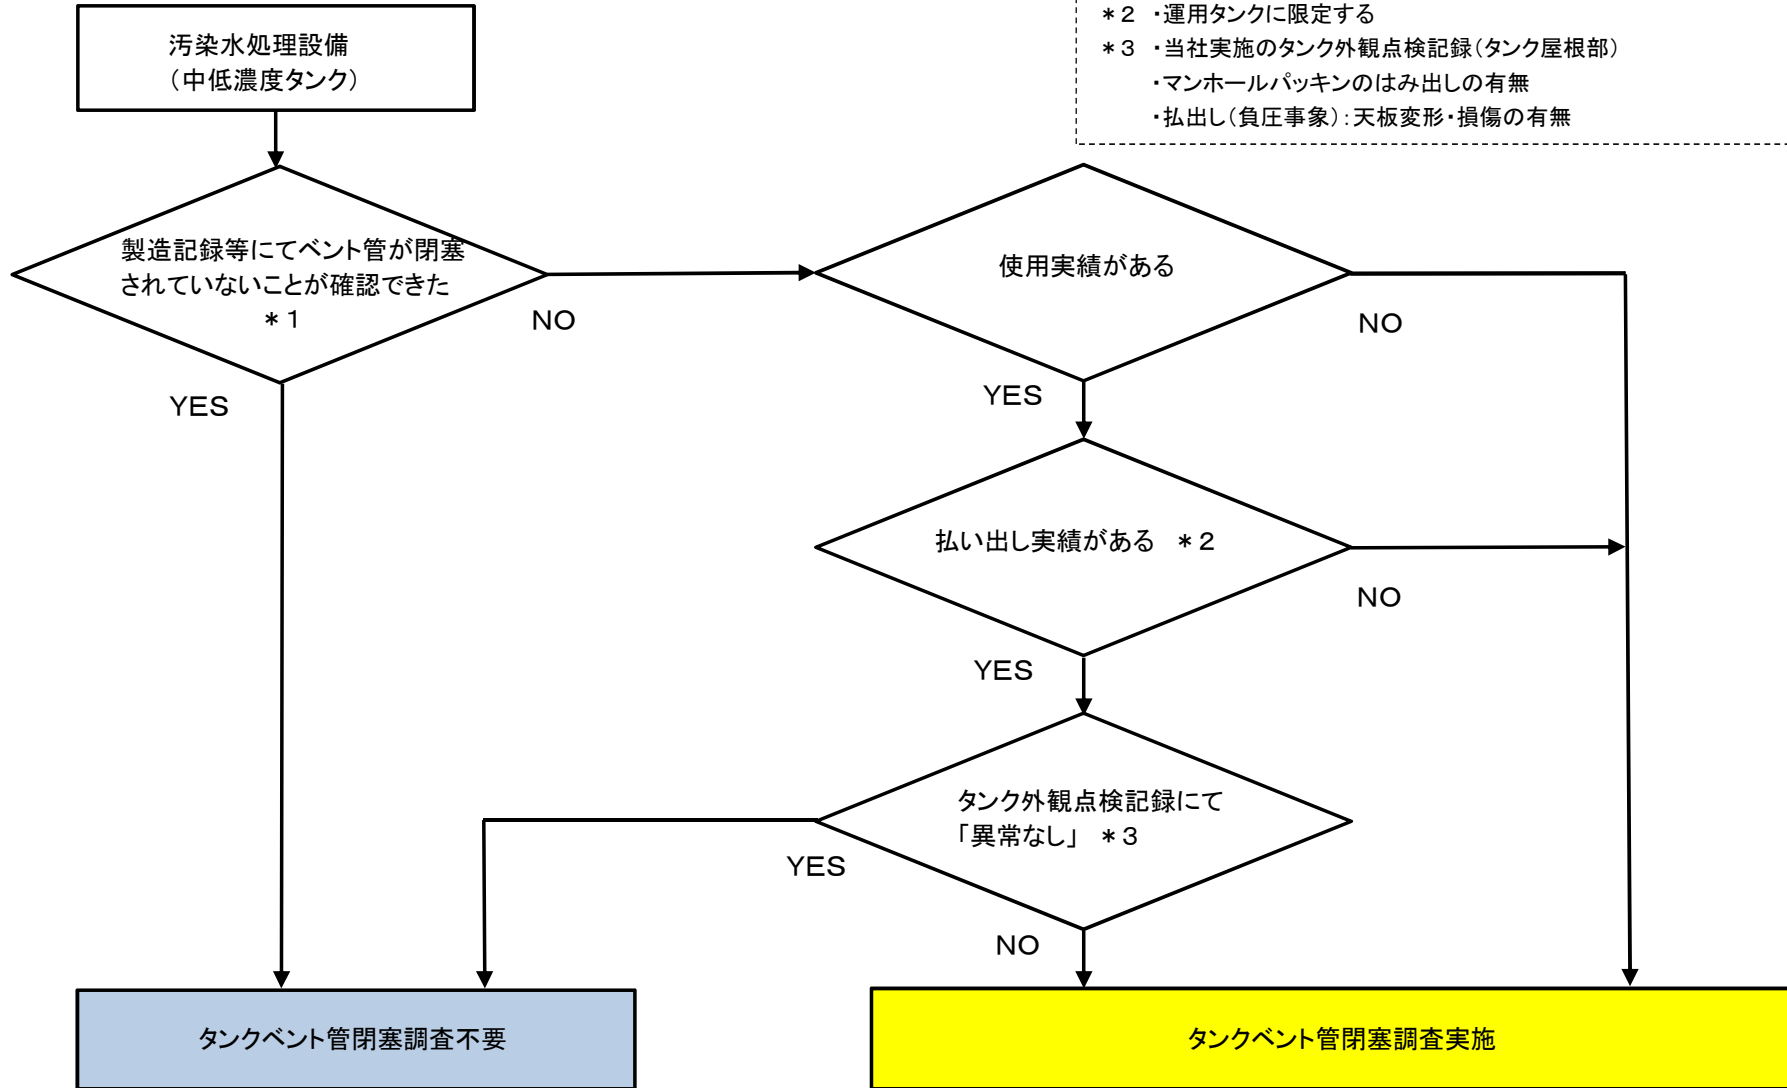 ＊2 ・運用タンクに限定する
＊3 ・当社実施のタンク外観点検記録（タンク屋根部）
・マンホールパッキンのはみ出しの有無
・払出し（負圧事象）：天板変形・損傷の有無
汚染水処理設備
（中低濃度タンク）
製造記録等にてベント管が閉塞
されていないことが確認できた
＊1
NO
YES
使用実績がある
NO
YES
払い出し実績がある ＊2
NO
YES
タンク外観点検記録にて
「異常なし」 ＊3
YES
NO
タンクベント管閉塞調査不要
タンクベント管閉塞調査実施